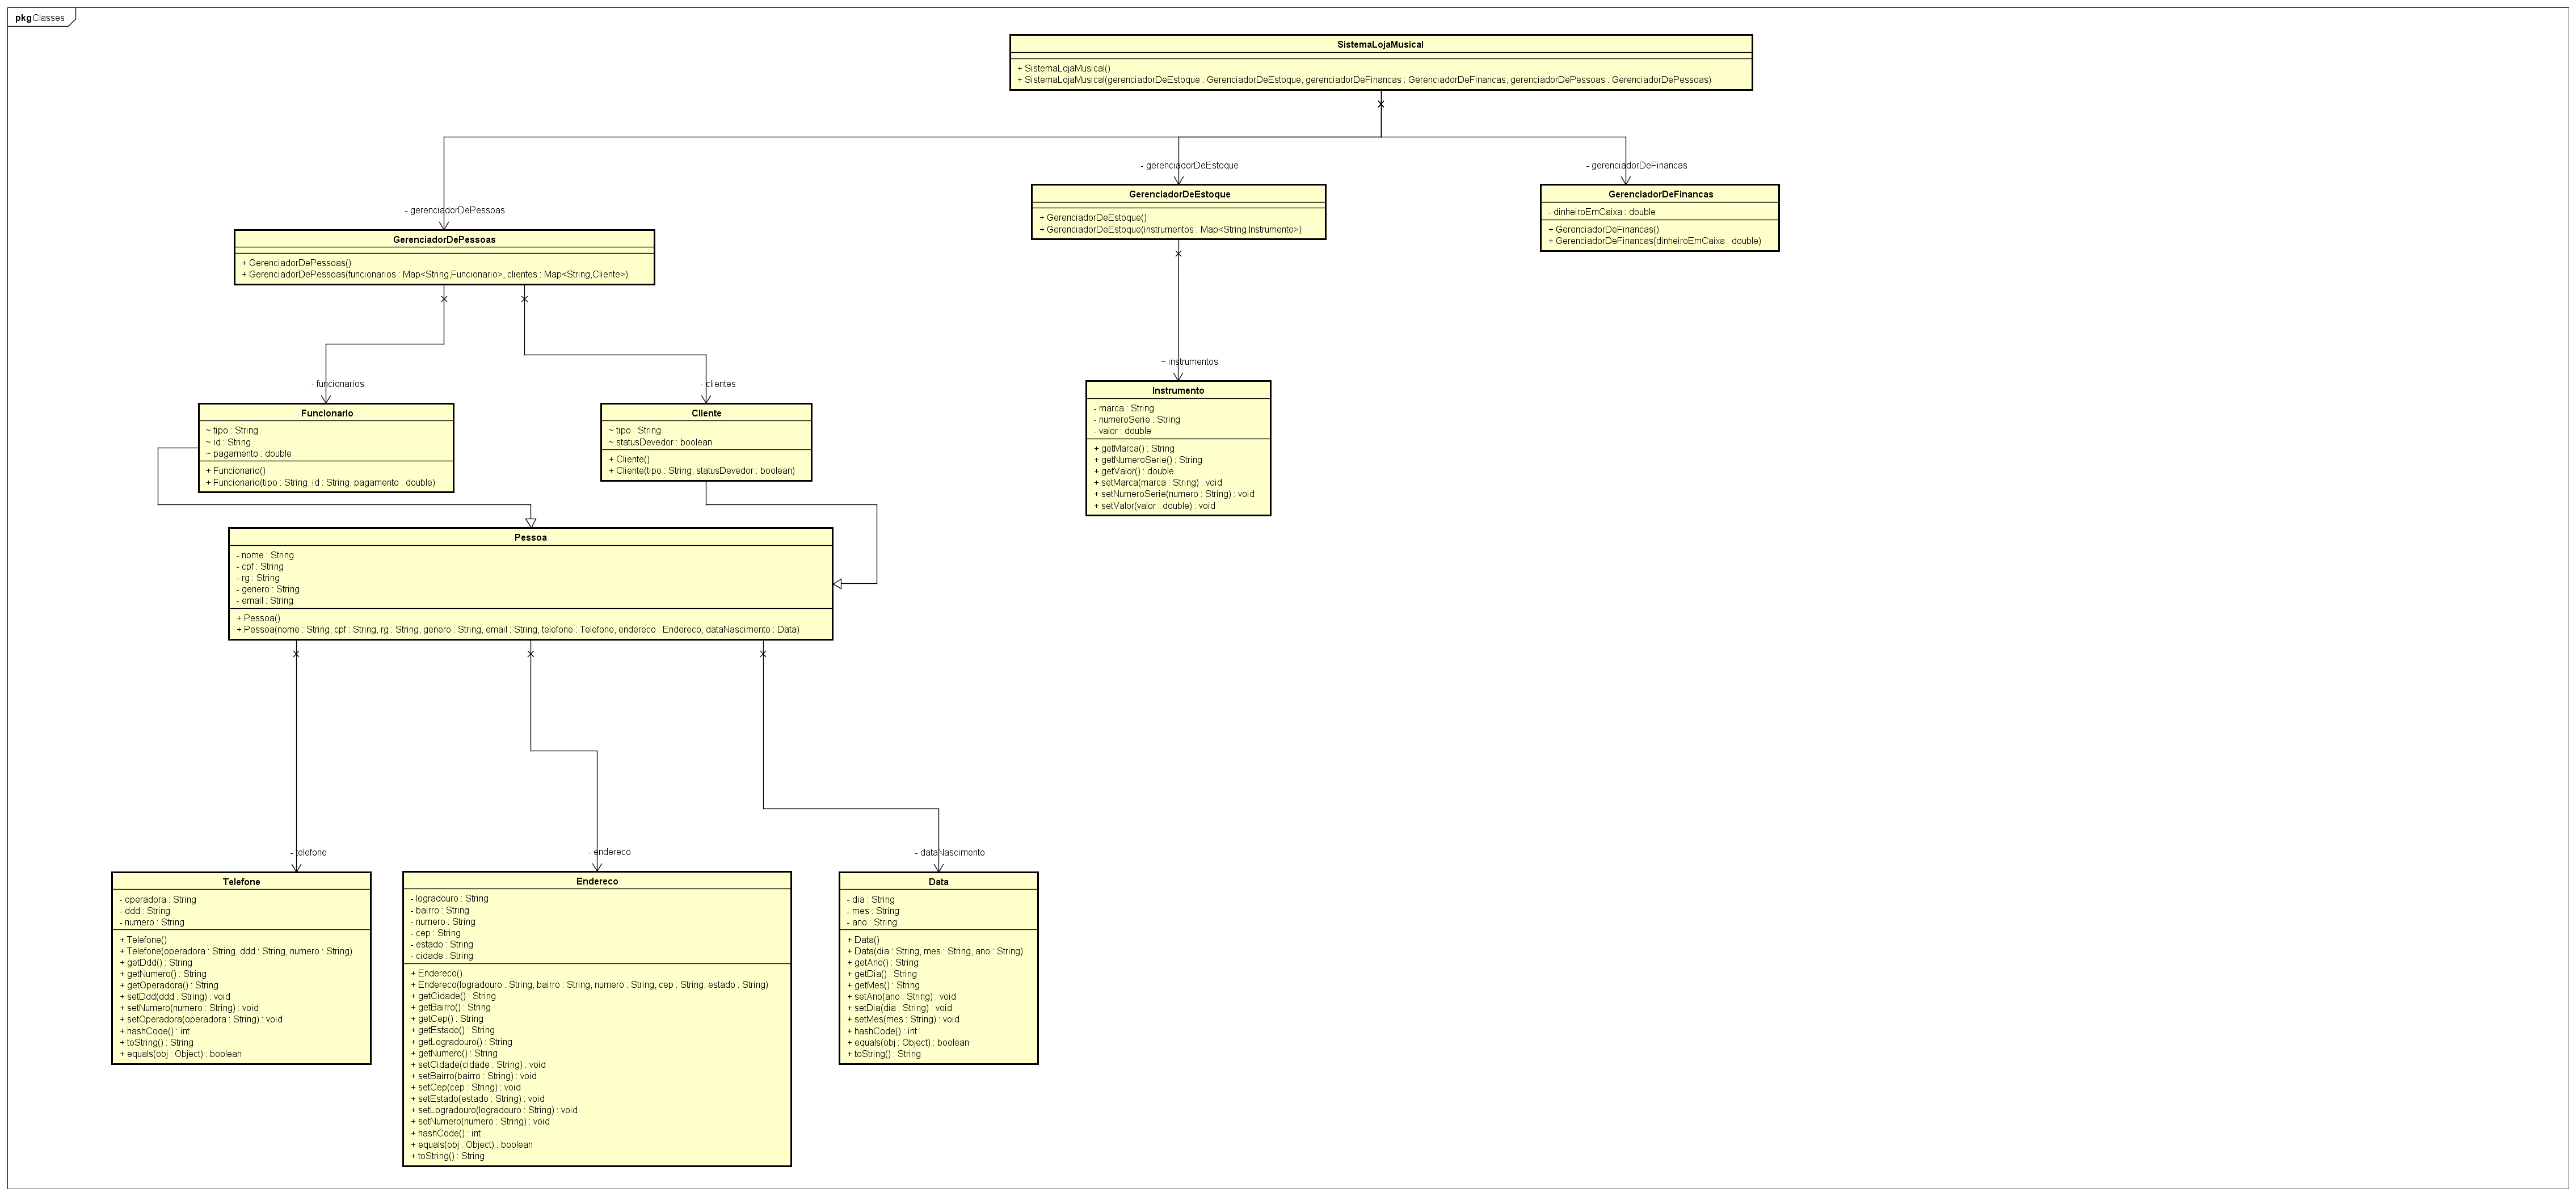 pkg Classes
SistemaLojaMusical
+ SistemaLojaMusical()
+ SistemaLojaMusical(gerenciadorDeEstoque : GerenciadorDeEstoque, gerenciadorDeFinancas : GerenciadorDeFinancas, gerenciadorDePessoas : GerenciadorDePessoas)
- gerenciadorDePessoas
- gerenciadorDeEstoque
- gerenciadorDeFinancas
GerenciadorDePessoas
+ GerenciadorDePessoas()
+ GerenciadorDePessoas(funcionarios : Map<String,Funcionario>, clientes : Map<String,Cliente>)
GerenciadorDeEstoque
+ GerenciadorDeEstoque()
+ GerenciadorDeEstoque(instrumentos : Map<String,Instrumento>)
GerenciadorDeFinancas
- dinheiroEmCaixa : double
+ GerenciadorDeFinancas()
+ GerenciadorDeFinancas(dinheiroEmCaixa : double)
- funcionarios
- clientes
~ instrumentos
Funcionario
~ tipo : String
~ id : String
~ pagamento : double
+ Funcionario()
+ Funcionario(tipo : String, id : String, pagamento : double)
Cliente
~ tipo : String
~ statusDevedor : boolean
+ Cliente()
+ Cliente(tipo : String, statusDevedor : boolean)
Instrumento
- marca : String
- numeroSerie : String
- valor : double
+ getMarca() : String
+ getNumeroSerie() : String
+ getValor() : double
+ setMarca(marca : String) : void
+ setNumeroSerie(numero : String) : void
+ setValor(valor : double) : void
Pessoa
- nome : String
- cpf : String
- rg : String
- genero : String
- email : String
+ Pessoa()
+ Pessoa(nome : String, cpf : String, rg : String, genero : String, email : String, telefone : Telefone, endereco : Endereco, dataNascimento : Data)
- telefone
- endereco
- dataNascimento
Telefone
- operadora : String
- ddd : String
- numero : String
+ Telefone()
+ Telefone(operadora : String, ddd : String, numero : String)
+ getDdd() : String
+ getNumero() : String
+ getOperadora() : String
+ setDdd(ddd : String) : void
+ setNumero(numero : String) : void
+ setOperadora(operadora : String) : void
+ hashCode() : int
+ toString() : String
+ equals(obj : Object) : boolean
Endereco
- logradouro : String
- bairro : String
- numero : String
- cep : String
- estado : String
- cidade : String
+ Endereco()
+ Endereco(logradouro : String, bairro : String, numero : String, cep : String, estado : String)
+ getCidade() : String
+ getBairro() : String
+ getCep() : String
+ getEstado() : String
+ getLogradouro() : String
+ getNumero() : String
+ setCidade(cidade : String) : void
+ setBairro(bairro : String) : void
+ setCep(cep : String) : void
+ setEstado(estado : String) : void
+ setLogradouro(logradouro : String) : void
+ setNumero(numero : String) : void
+ hashCode() : int
+ equals(obj : Object) : boolean
+ toString() : String
Data
- dia : String
- mes : String
- ano : String
+ Data()
+ Data(dia : String, mes : String, ano : String)
+ getAno() : String
+ getDia() : String
+ getMes() : String
+ setAno(ano : String) : void
+ setDia(dia : String) : void
+ setMes(mes : String) : void
+ hashCode() : int
+ equals(obj : Object) : boolean
+ toString() : String